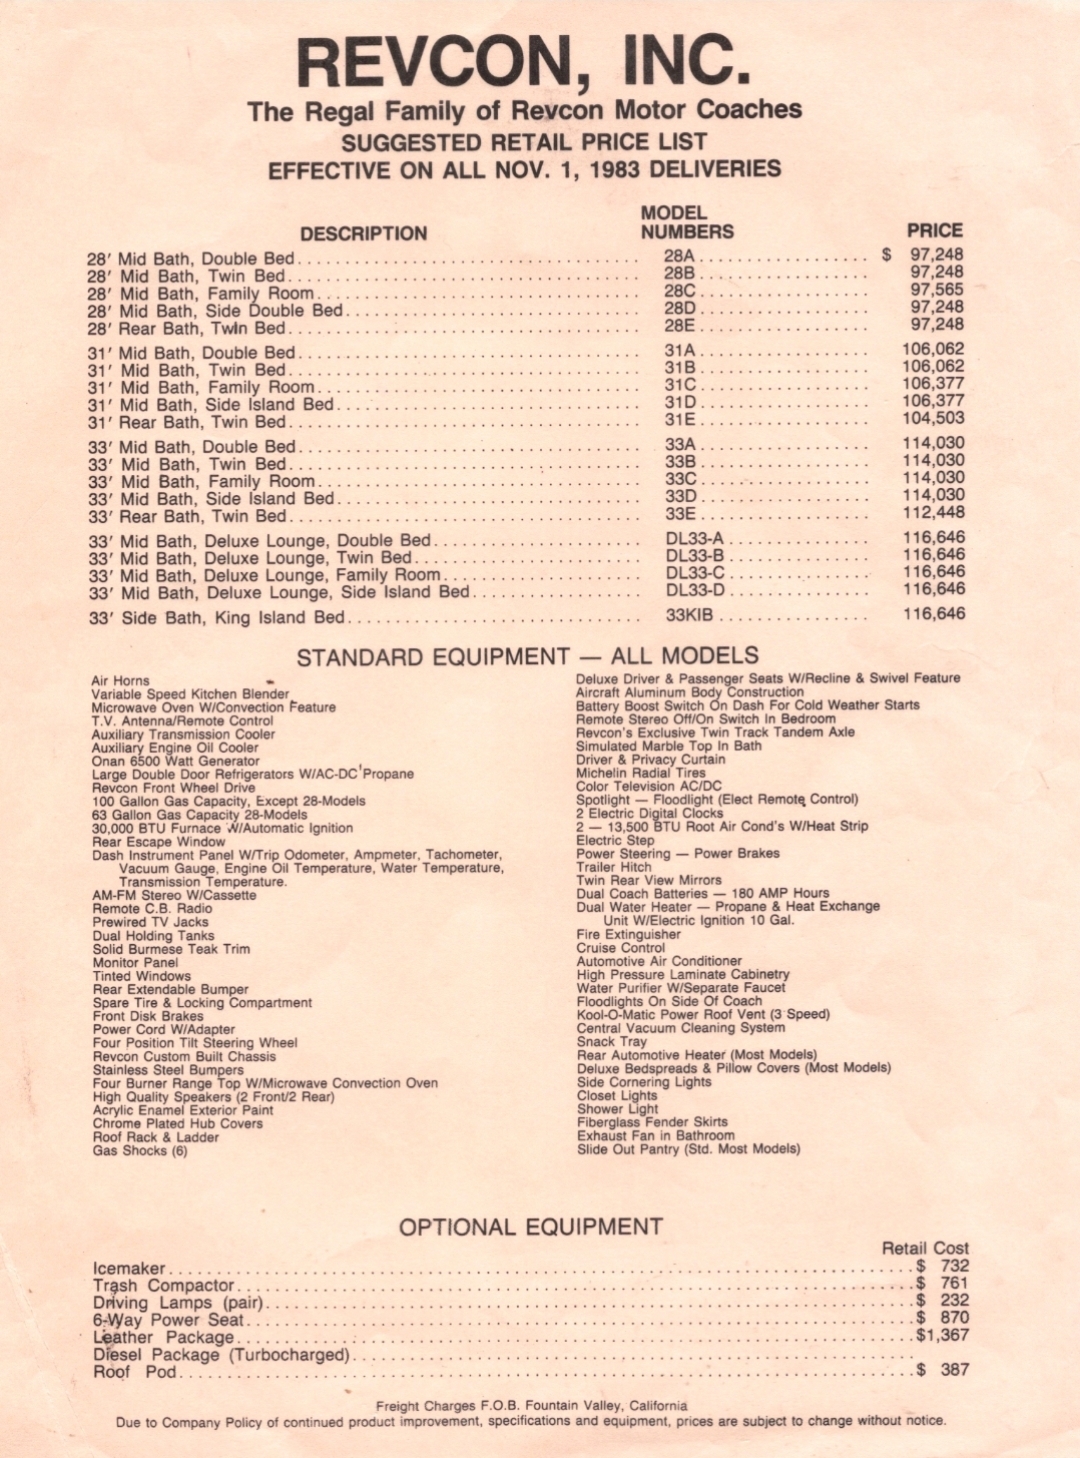 REVCON, INC.
The Regal Family of Revcon Motor Coaches
SUGGESTED RETAIL PRICE LIST
EFFECTIVE ON ALL NOV. 1, 1983 DELIVERIES
DESCRIPTION MODEL NUMBERS PRICE
28' Mid Bath, Double Bed 28A $ 97,248
28' Mid Bath, Twin Bed 28B 97,248
28' Mid Bath, Family Room 28C 97,565
28' Mid Bath, Side Double Bed 28D 97,248
28' Rear Bath, Twin Bed 28E 97,248
31' Mid Bath, Double Bed 31A 106,062
31' Mid Bath, Twin Bed 31B 106,062
31' Mid Bath, Family Room 31C 106,377
31' Mid Bath, Side Island Bed 31D 106,377
31' Rear Bath, Twin Bed 31E 104,503
33' Mid Bath, Double Bed 33A 114,030
33' Mid Bath, Twin Bed 33B 114,030
33' Mid Bath, Family Room 33C 114,030
33' Mid Bath, Side Island Bed 33D 114,030
33' Rear Bath, Twin Bed 33E 112,448
33' Mid Bath, Deluxe Lounge, Double Bed DL33-A 116,646
33' Mid Bath, Deluxe Lounge, Twin Bed DL33-B 116,646
33' Mid Bath, Deluxe Lounge, Family Room DL33-C 116,646
33' Mid Bath, Deluxe Lounge, Side Island Bed DL33-D 116,646
33' Side Bath, King Island Bed 33KIB 116,646
STANDARD EQUIPMENT — ALL MODELS
Air Horns
Variable Speed Kitchen Blender
Microwave Oven W/Convection Feature
T.V. Antenna/Remote Control
Auxiliary Transmission Cooler
Auxiliary Engine Oil Cooler
Onan 6500 Watt Generator
Large Double Door Refrigerators W/AC-DC Propane
Revcon Front Wheel Drive
100 Gallon Gas Capacity, Except 28-Models
63 Gallon Gas Capacity 28-Models
30,000 BTU Furnace W/Automatic Ignition
Rear Escape Window
Dash Instrument Panel W/Trip Odometer, Ampmeter, Tachometer,
Vacuum Gauge, Engine Oil Temperature, Water Temperature,
Transmission Temperature.
AM-FM Stereo W/Cassette
Remote C.B. Radio
Prewired TV Jacks
Dual Holding Tanks
Solid Burmese Teak Trim
Monitor Panel
Tinted Windows
Rear Extendable Bumper
Spare Tire & Locking Compartment
Front Disk Brakes
Power Cord W/Adapter
Four Position Tilt Steering Wheel
Revcon Custom Built Chassis
Stainless Steel Bumpers
Four Burner Range Top W/Microwave Convection Oven
High Quality Speakers (2 Front/2 Rear)
Acrylic Enamel Exterior Paint
Chrome Plated Hub Covers
Roof Rack & Ladder
Gas Shocks (6)
Deluxe Driver & Passenger Seats W/Recline & Swivel Feature
Aircraft Aluminum Body Construction
Battery Boost Switch On Dash For Cold Weather Starts
Remote Stereo Off/On Switch In Bedroom
Revcon's Exclusive Twin Track Tandem Axle
Simulated Marble Top In Bath
Driver & Privacy Curtain
Michelin Radial Tires
Color Television AC/DC
Spotlight — Floodlight (Elect Remote Control)
2 Electric Digital Clocks
2 — 13,500 BTU Root Air Cond's W/Heat Strip
Electric Step
Power Steering — Power Brakes
Trailer Hitch
Twin Rear View Mirrors
Dual Coach Batteries — 180 AMP Hours
Dual Water Heater — Propane & Heat Exchange
Unit W/Electric Ignition 10 Gal.
Fire Extinguisher
Cruise Control
Automotive Air Conditioner
High Pressure Laminate Cabinetry
Water Purifier W/Separate Faucet
Floodlights On Side Of Coach
Kool-O-Matic Power Roof Vent (3 Speed)
Central Vacuum Cleaning System
Snack Tray
Rear Automotive Heater (Most Models)
Deluxe Bedspreads & Pillow Covers (Most Models)
Side Cornering Lights
Closet Lights
Shower Light
Fiberglass Fender Skirts
Exhaust Fan in Bathroom
Slide Out Pantry (Std. Most Models)
OPTIONAL EQUIPMENT
Retail Cost
Icemaker $ 732
Trash Compactor $ 761
Driving Lamps (pair) $ 232
6-Way Power Seat $ 870
Leather Package $1,367
Diesel Package (Turbocharged)
Roof Pod $ 387
Freight Charges F.O.B. Fountain Valley, California
Due to Company Policy of continued product improvement, specifications and equipment, prices are subject to change without notice.